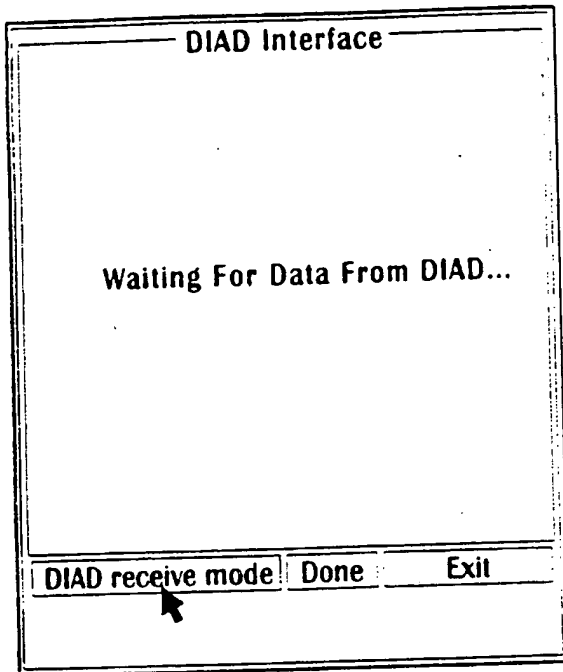 DIAD Interface
Waiting For Data From DIAD...
DIAD receive mode Done Exit